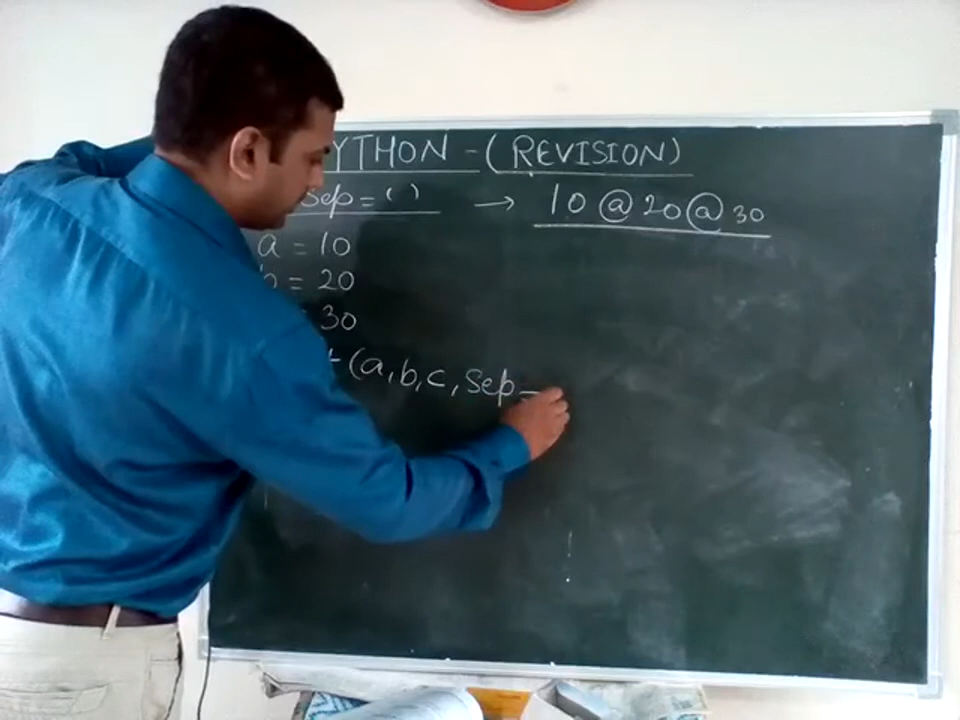 YTHON - (REVISION)
Sep = ( ) → 10 @ 20 @ 30
a = 10
b = 20
30
t (a, b, c, Sep =